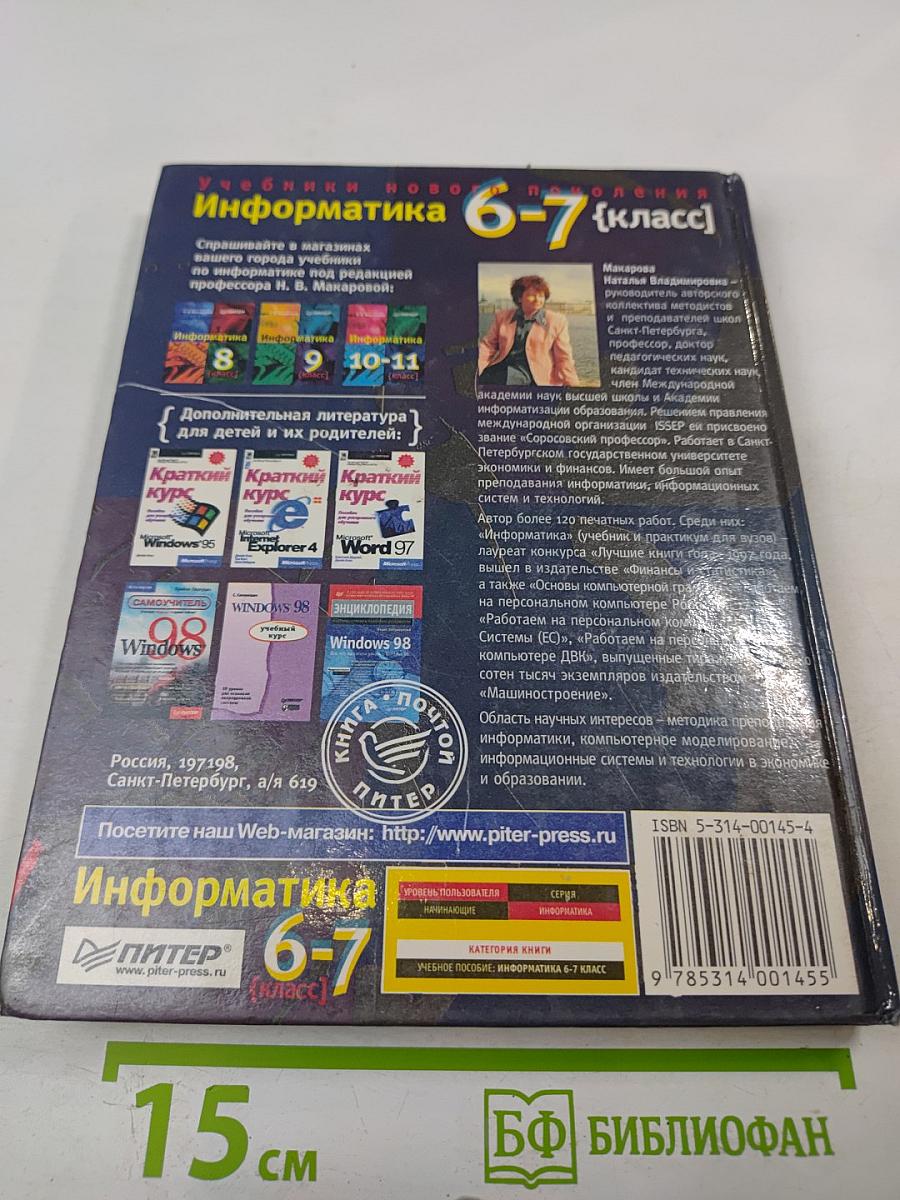 Учебники нового поколения
Информатика 6-7 {класс]
Спрашивайте в магазинах
вашего города учебники
по информатике под редакцией
профессора Н. В. Макаровой:
Информатика
8
[класс]
Информатика
9
[класс]
Информатика
10-11
[класс]
{ Дополнительная литература
для детей и их родителей: }
Краткий
курс
Microsoft
Windows 95
Краткий
курс
Microsoft
Internet
Explorer 4
Краткий
курс
Microsoft
Word 97
САМОУЧИТЕЛЬ
98
Windows
WINDOWS 98
учебный
курс
ЭНЦИКЛОПЕДИЯ
Windows 98
КНИГА · ПОЧТОЙ
ПИТЕР
Россия, 197198,
Санкт-Петербург, а/я 619
Макарова
Наталья Владимировна –
руководитель авторского
коллектива методистов
и преподавателей школ
Санкт-Петербурга,
профессор, доктор
педагогических наук,
кандидат технических наук,
член Международной
академии наук высшей школы и Академии
информатизации образования. Решением правления
международной организации ISSEP ей присвоено
звание «Соросовский профессор». Работает в Санкт-
Петербургском государственном университете
экономики и финансов. Имеет большой опыт
преподавания информатики, информационных
систем и технологий.
Автор более 120 печатных работ. Среди них:
«Информатика» (учебник и практикум для вузов) –
лауреат конкурса «Лучшие книги года – 1997 года,
вышел в издательстве «Финансы и статистика»,
а также «Основы компьютерной
на персональном компьютере
«Работаем на персональном
Системы (ЕС)», «Работаем на
компьютере ДВК», выпущенные
сотен тысяч экземпляров издательством
«Машиностроение».
Область научных интересов – методика преподавания
информатики, компьютерное моделирование,
информационные системы и технологии в экономике
и образовании.
Посетите наш Web-магазин: http://www.piter-press.ru
ISBN 5-314-00145-4
9 785314 001455
Информатика
6-7
[класс]
ПИТЕР®
www.piter-press.ru
УРОВЕНЬ ПОЛЬЗОВАТЕЛЯ СЕРИЯ
НАЧИНАЮЩИЕ ИНФОРМАТИКА
КАТЕГОРИЯ КНИГИ
УЧЕБНОЕ ПОСОБИЕ: ИНФОРМАТИКА 6-7 КЛАСС
15 см
БФ БИБЛИОФАН